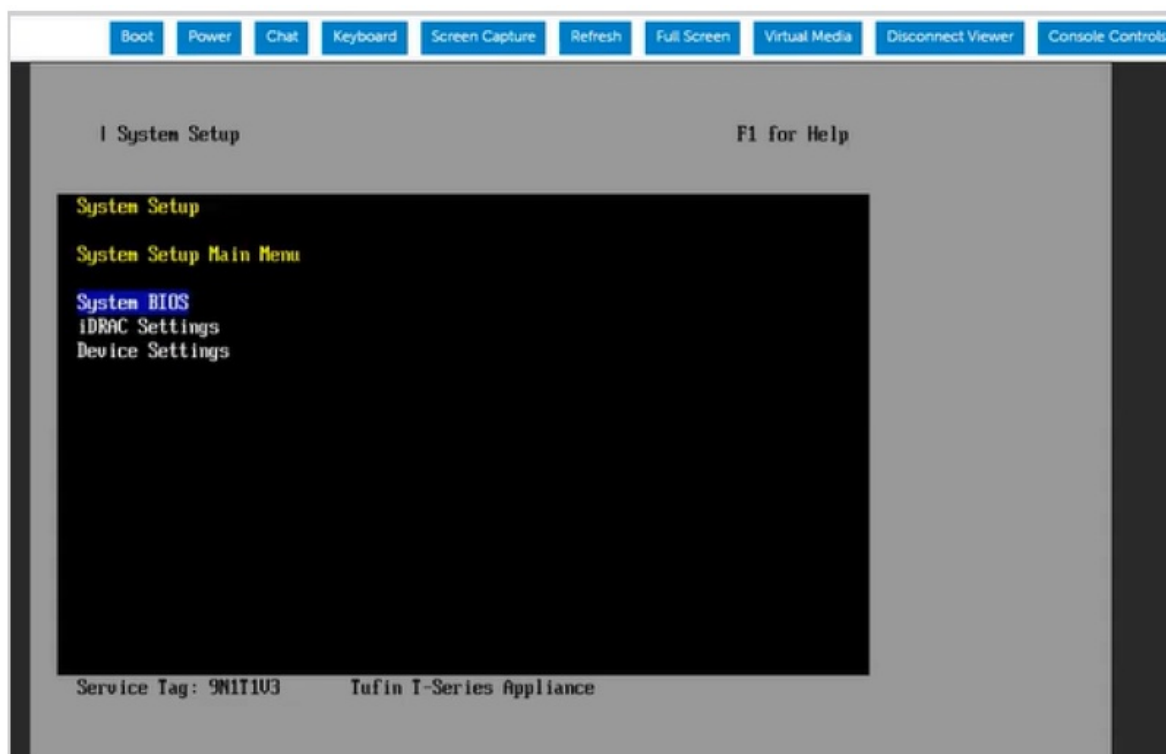 Boot Power Chat Keyboard Screen Capture Refresh Full Screen Virtual Media Disconnect Viewer Console Controls
| System Setup F1 for Help
System Setup
System Setup Main Menu
System BIOS
iDRAC Settings
Device Settings
Service Tag: 9N1T1V3 Tufin T-Series Appliance